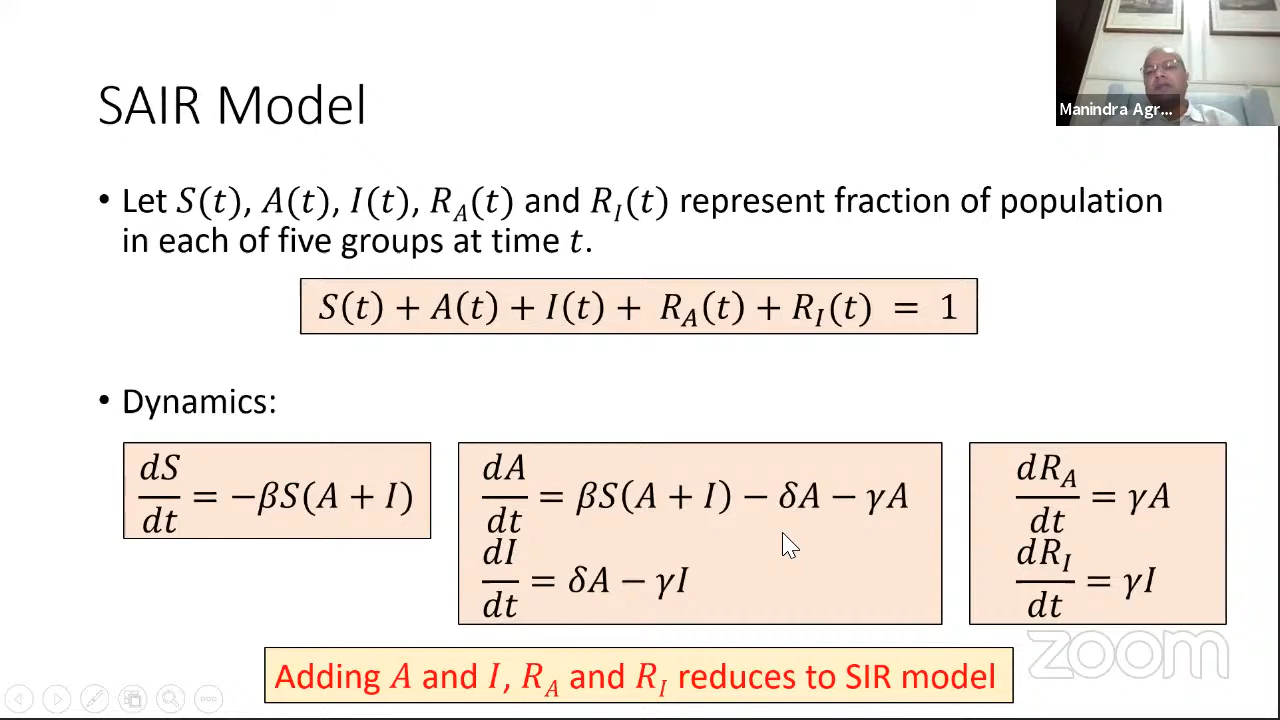 Manindra Agr...
SAIR Model
• Let S(t), A(t), I(t), R_A(t) and R_I(t) represent fraction of population
in each of five groups at time t.
S(t) + A(t) + I(t) + R_A(t) + R_I(t) = 1
• Dynamics:
dS/dt = −βS(A + I)
dA/dt = βS(A + I) − δA − γA
dI/dt = δA − γI
dR_A/dt = γA
dR_I/dt = γI
zoom
Adding A and I, R_A and R_I reduces to SIR model